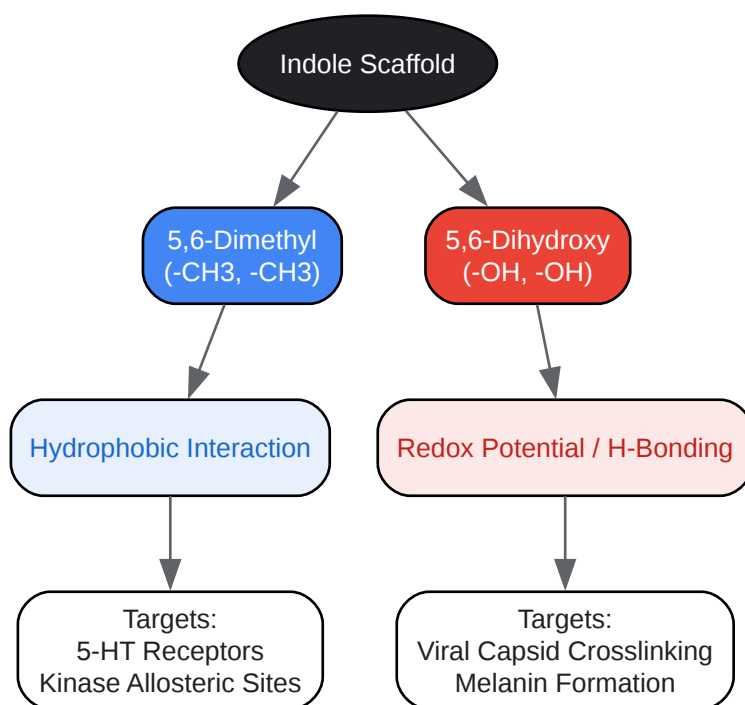 Indole Scaffold
5,6-Dimethyl
(-CH3, -CH3)
5,6-Dihydroxy
(-OH, -OH)
Hydrophobic Interaction
Redox Potential / H-Bonding
Targets:
5-HT Receptors
Kinase Allosteric Sites
Targets:
Viral Capsid Crosslinking
Melanin Formation